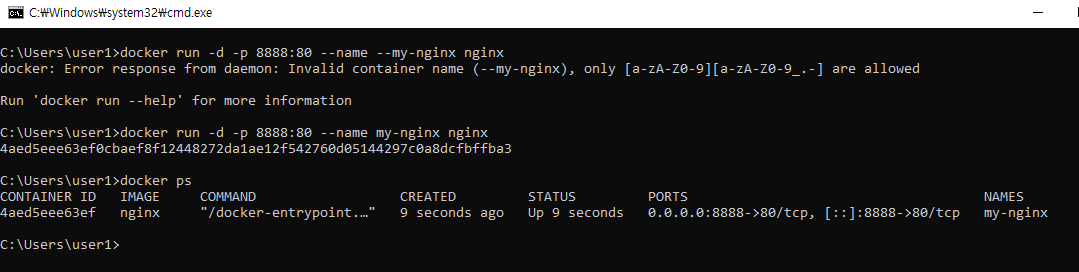 C:₩Windows₩system32₩cmd.exe
C:\Users\user1>docker run -d -p 8888:80 --name --my-nginx nginx
docker: Error response from daemon: Invalid container name (--my-nginx), only [a-zA-Z0-9][a-zA-Z0-9_.-] are allowed
Run 'docker run --help' for more information
C:\Users\user1>docker run -d -p 8888:80 --name my-nginx nginx
4aed5eee63ef0cbaef8f12448272da1ae12f542760d05144297c0a8dcfbffba3
C:\Users\user1>docker ps
CONTAINER ID   IMAGE     COMMAND                  CREATED         STATUS         PORTS                                     NAMES
4aed5eee63ef   nginx     "/docker-entrypoint.…"   9 seconds ago   Up 9 seconds   0.0.0.0:8888->80/tcp, [::]:8888->80/tcp   my-nginx
C:\Users\user1>